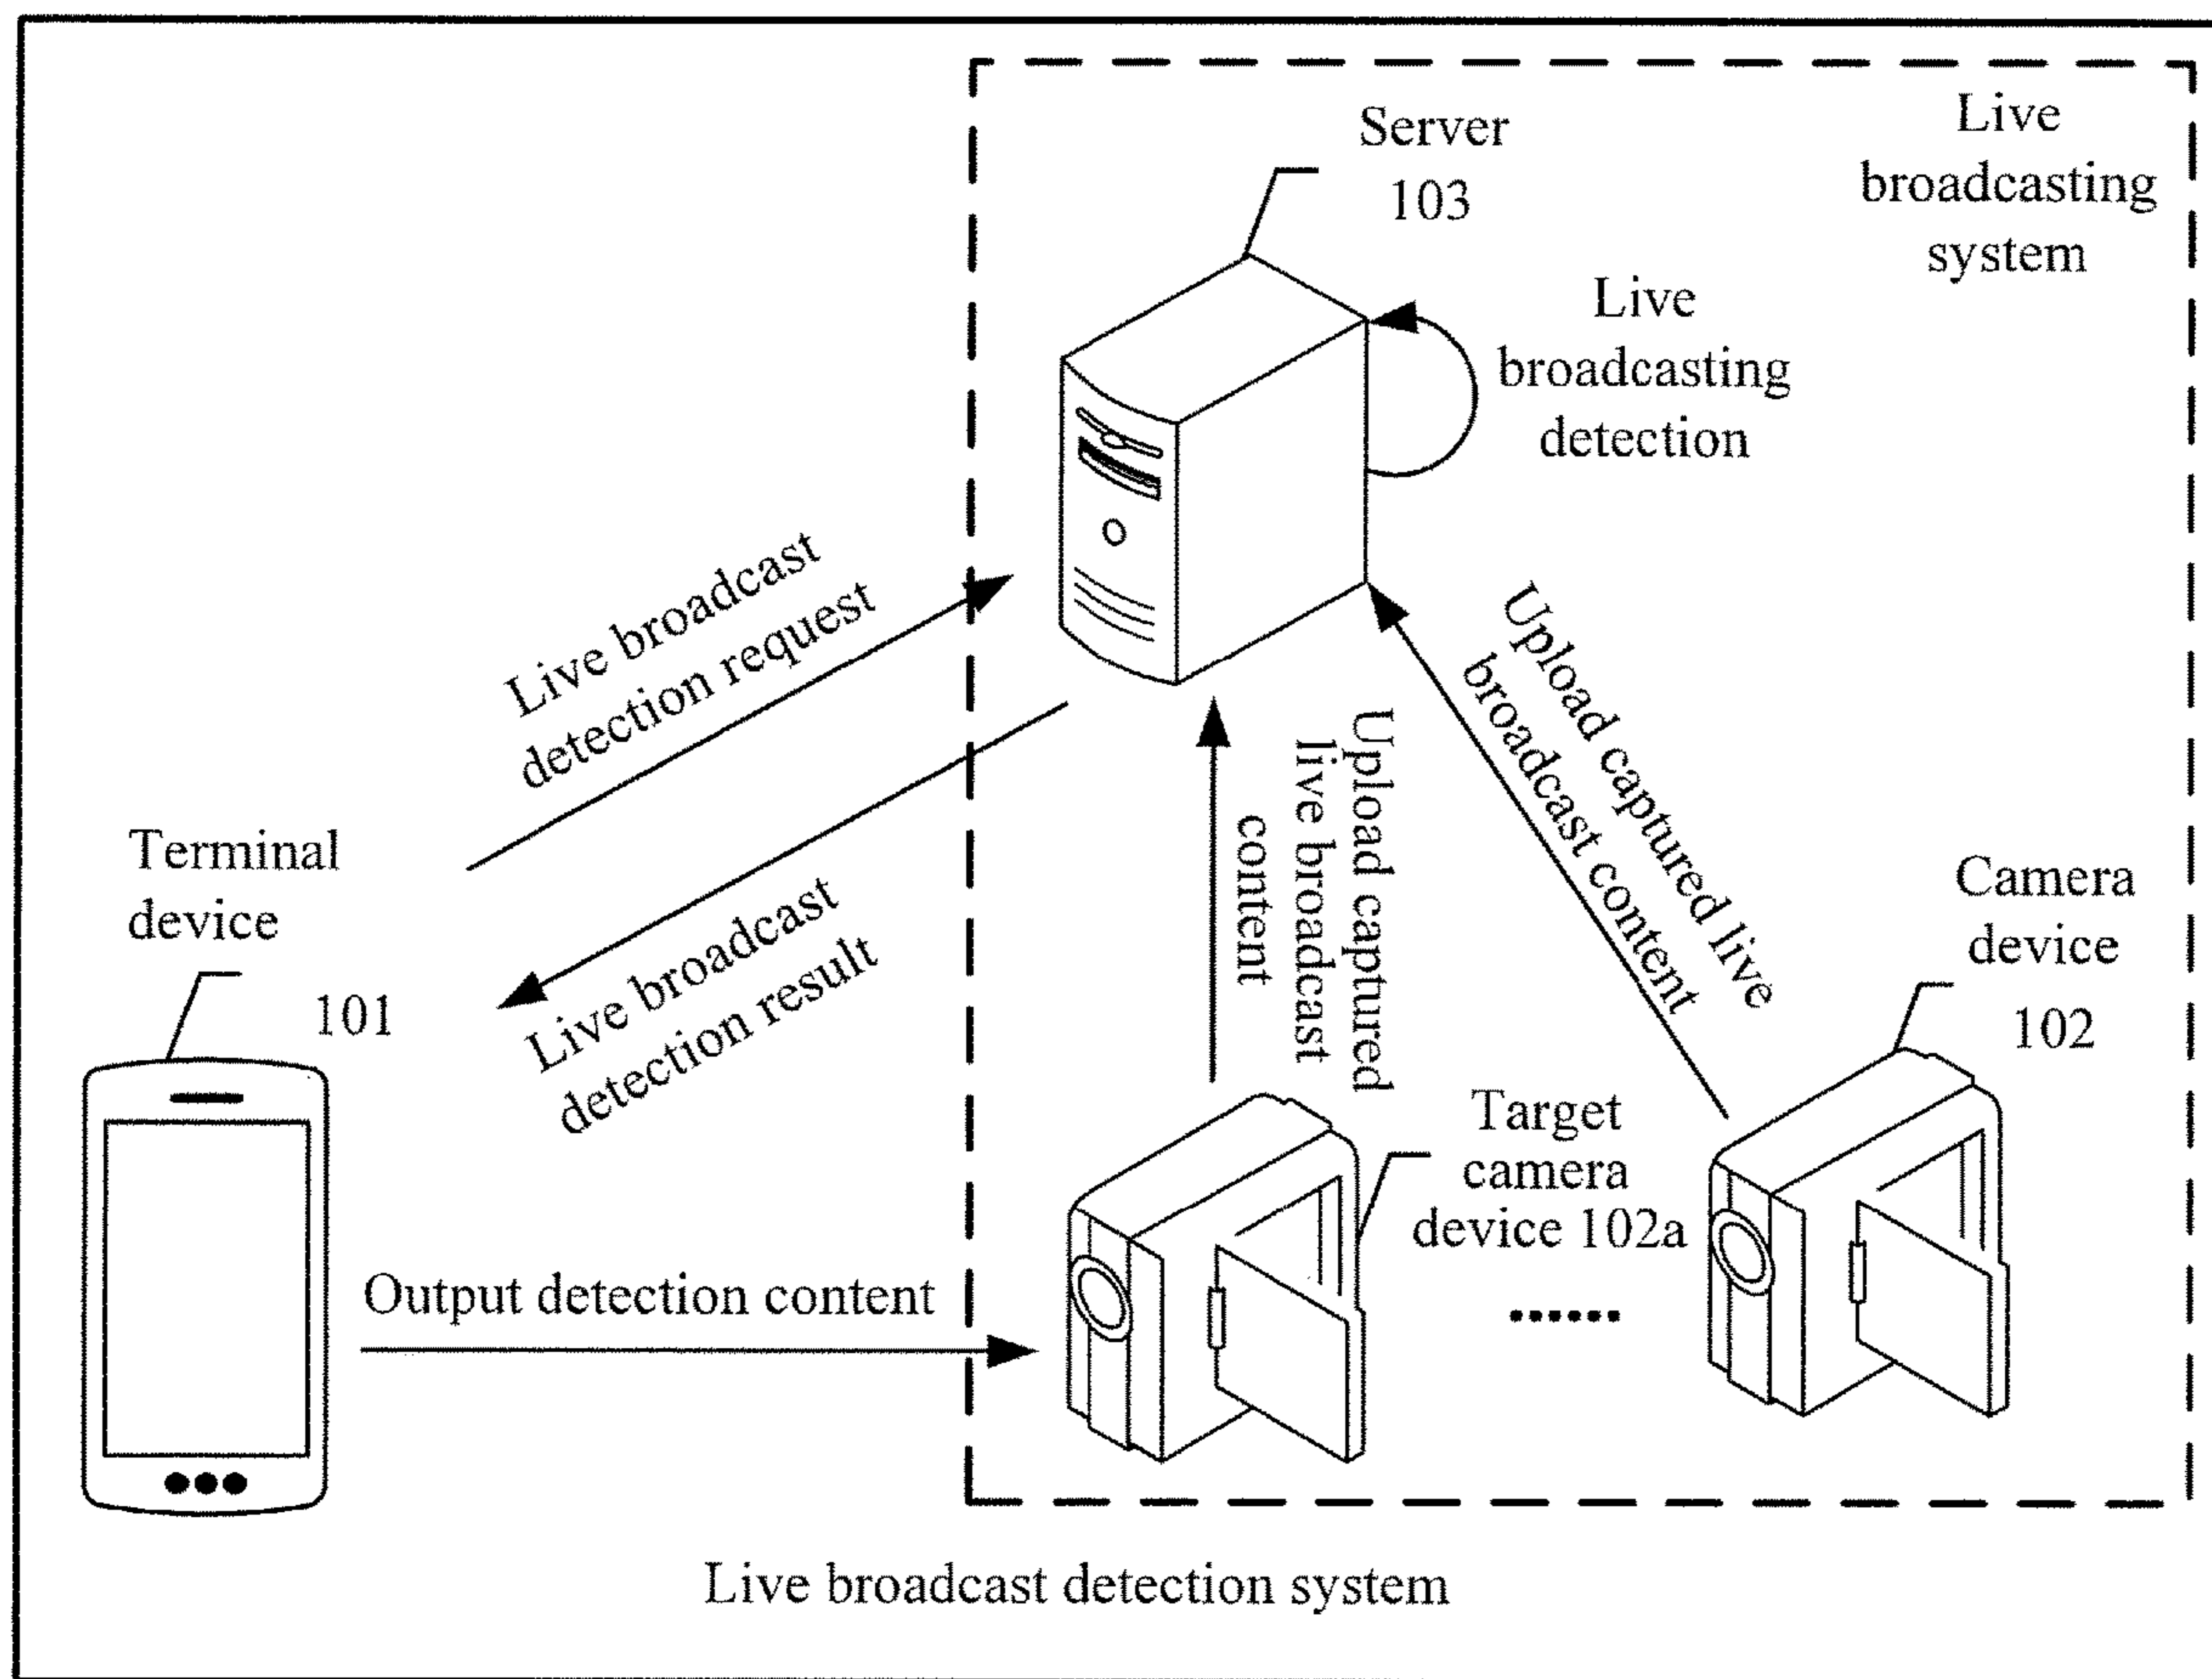 Server
103
Live
broadcasting
system
Live
broadcasting
detection
Live broadcast
detection request
Live broadcast
detection result
Upload captured
live broadcast
content
Upload captured live
broadcast content
Terminal
device
101
Camera
device
102
Target
camera
device 102a
......
Output detection content
Live broadcast detection system